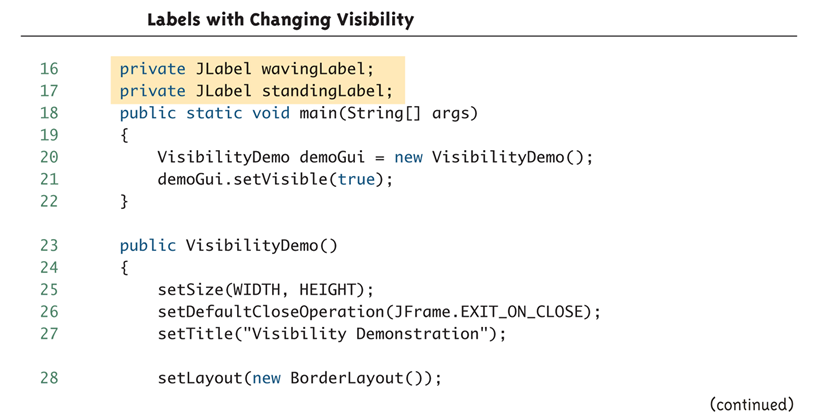 Labels with Changing Visibility
16 private JLabel wavingLabel;
17 private JLabel standingLabel;
18 public static void main(String[] args)
19 {
20 VisibilityDemo demoGui = new VisibilityDemo();
21 demoGui.setVisible(true);
22 }
23 public VisibilityDemo()
24 {
25 setSize(WIDTH, HEIGHT);
26 setDefaultCloseOperation(JFrame.EXIT_ON_CLOSE);
27 setTitle("Visibility Demonstration");
28 setLayout(new BorderLayout());
(continued)